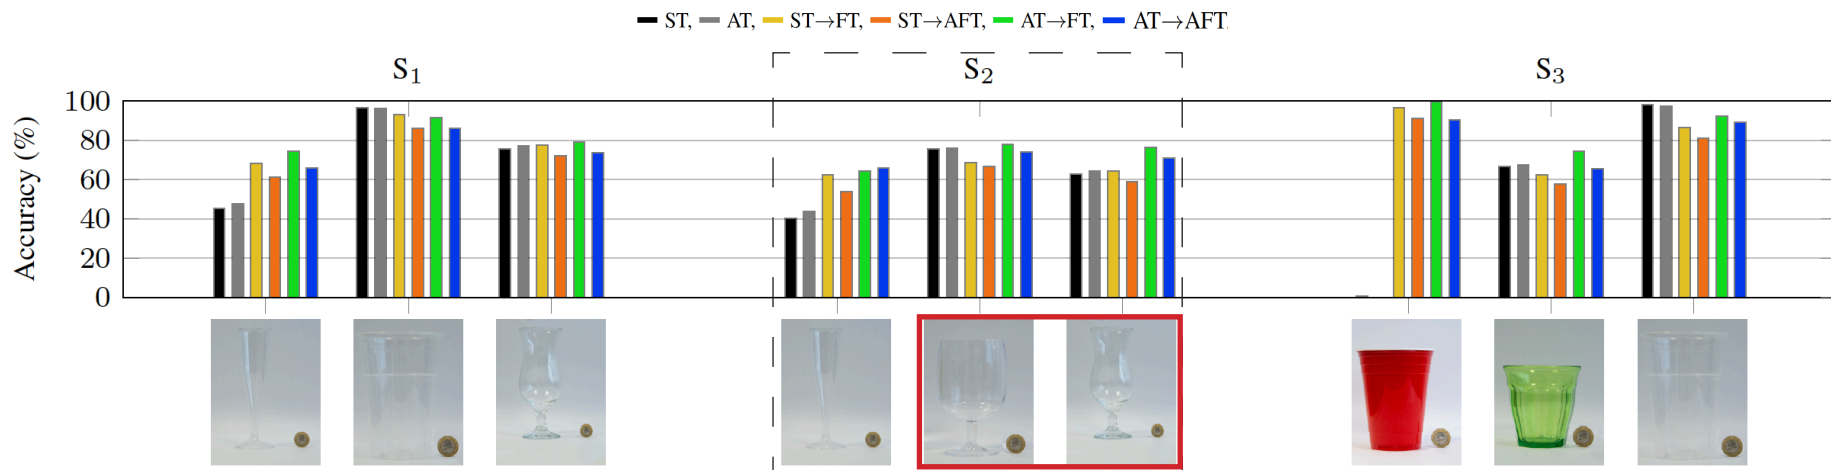 ST, AT, ST→FT, ST→AFT, AT→FT, AT→AFT.
S₁ S₂ S₃
Accuracy (%)
100
80
60
40
20
0